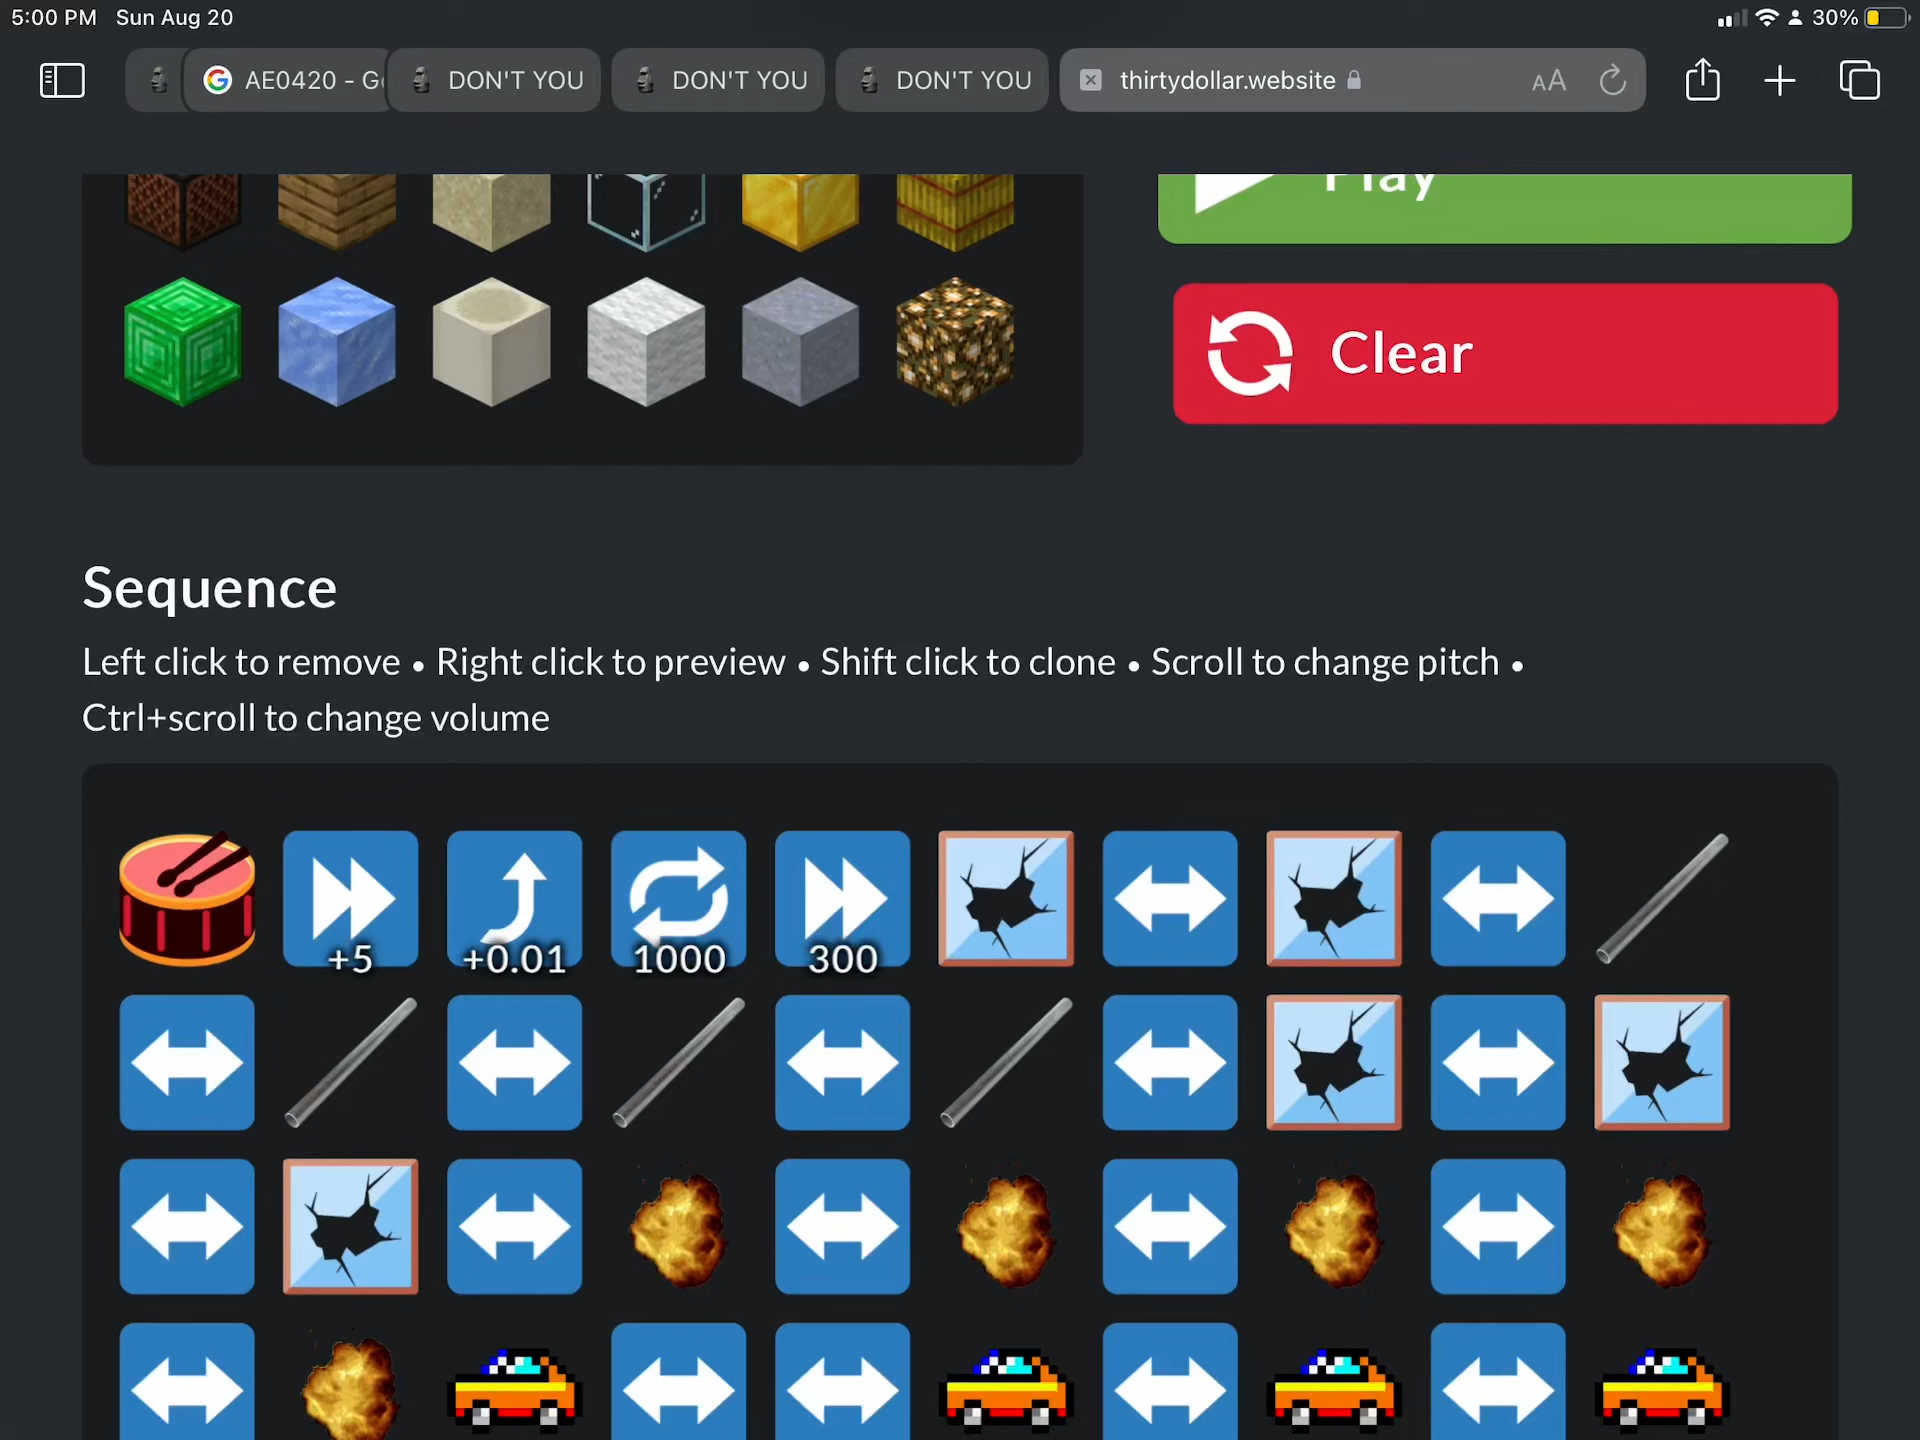 5:00 PM Sun Aug 20
30%
AE0420 - G
DON'T YOU
DON'T YOU
DON'T YOU
thirtydollar.website
AA
Play
Clear
Sequence
Left click to remove • Right click to preview • Shift click to clone • Scroll to change pitch •
Ctrl+scroll to change volume
+5
+0.01
1000
300